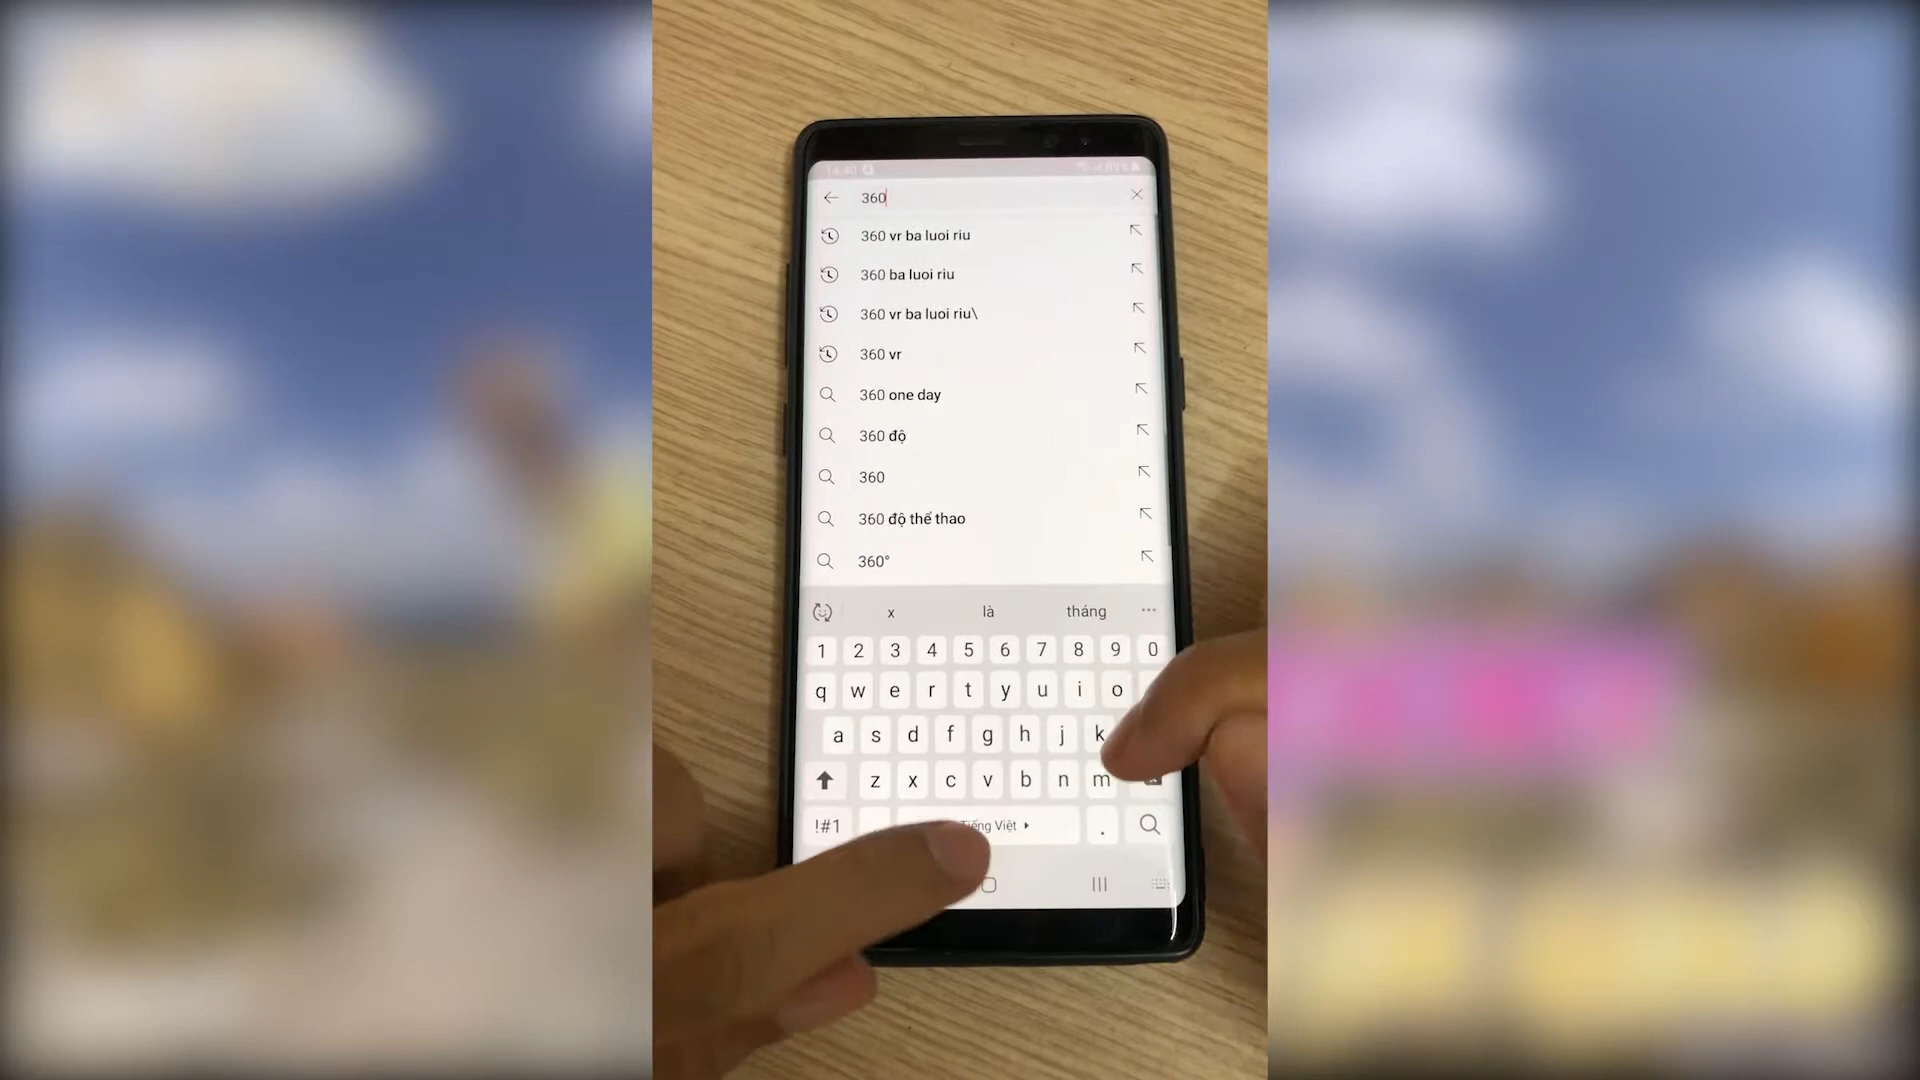 14:40
360
360 vr ba luoi riu
360 ba luoi riu
360 vr ba luoi riu\
360 vr
360 one day
360 độ
360
360 độ thể thao
360°
x là tháng
1 2 3 4 5 6 7 8 9 0
q w e r t y u i o
a s d f g h j k
z x c v b n m
!#1 Tiếng Việt .